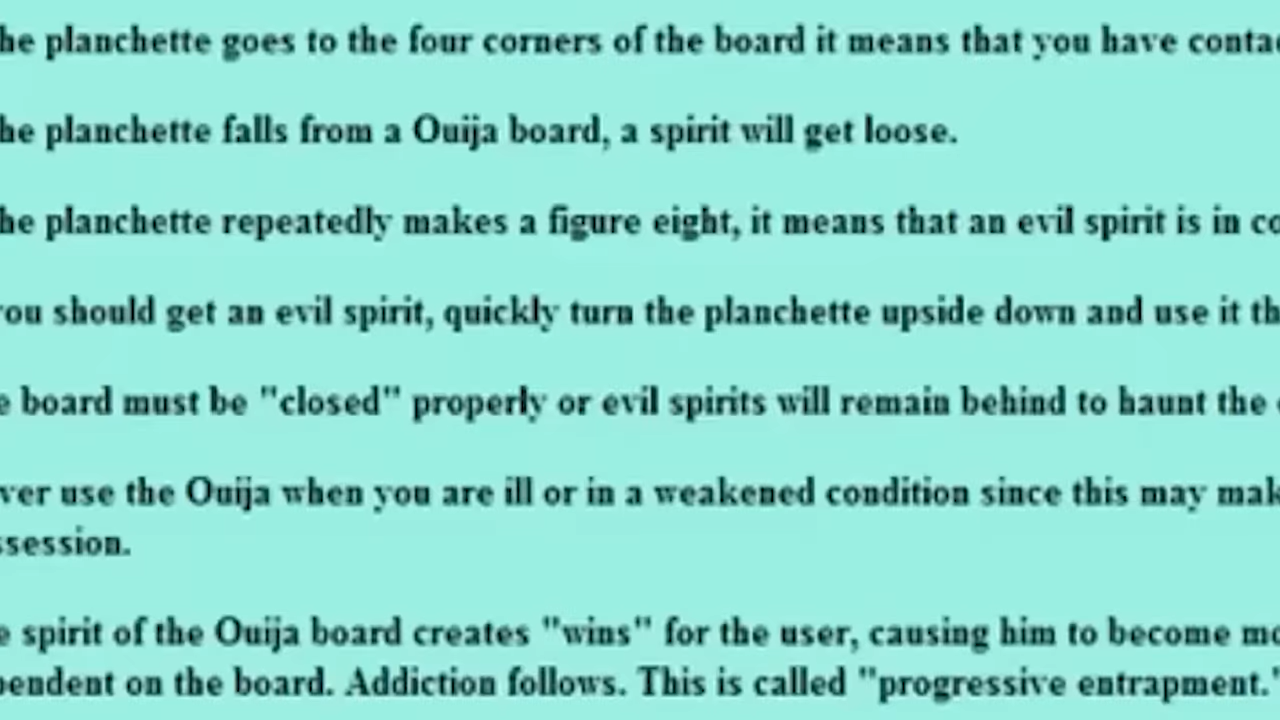 he planchette goes to the four corners of the board it means that you have contac
he planchette falls from a Ouija board, a spirit will get loose.
he planchette repeatedly makes a figure eight, it means that an evil spirit is in co
you should get an evil spirit, quickly turn the planchette upside down and use it th
e board must be "closed" properly or evil spirits will remain behind to haunt the
ver use the Ouija when you are ill or in a weakened condition since this may mak
ssession.
e spirit of the Ouija board creates "wins" for the user, causing him to become mo
pendent on the board. Addiction follows. This is called "progressive entrapment."